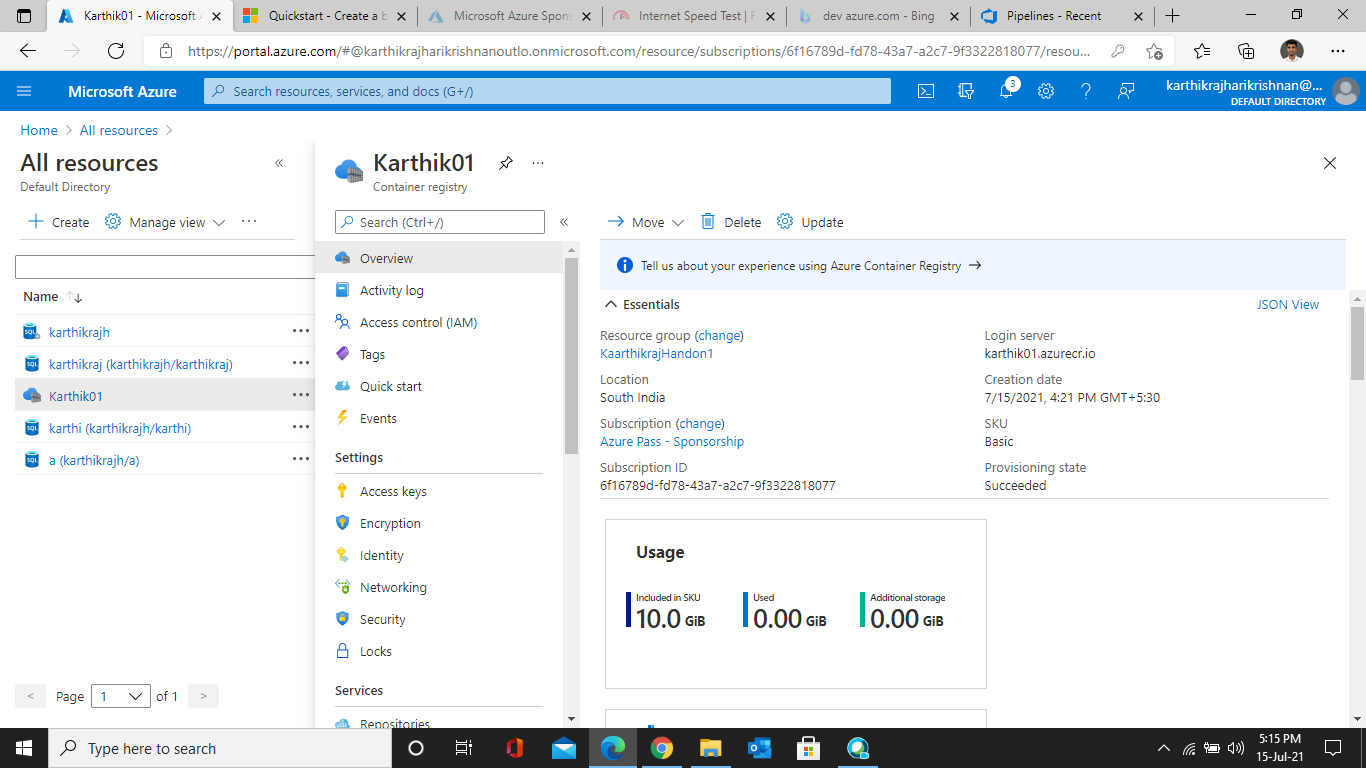 Karthik01 - Microsoft A
Quickstart - Create a b
Microsoft Azure Spons
Internet Speed Test | F
dev azure.com - Bing
Pipelines - Recent
https://portal.azure.com/#@karthikrajharikrishnanoutlo.onmicrosoft.com/resource/subscriptions/6f16789d-fd78-43a7-a2c7-9f3322818077/resou...
Microsoft Azure
Search resources, services, and docs (G+/)
3
karthikrajharikrishnan@...
DEFAULT DIRECTORY
Home > All resources >
All resources
Default Directory
Create
Manage view
Name
karthikrajh
karthikraj (karthikrajh/karthikraj)
Karthik01
karthi (karthikrajh/karthi)
a (karthikrajh/a)
< Page 1 of 1 >
Karthik01
Container registry
Search (Ctrl+/)
Overview
Activity log
Access control (IAM)
Tags
Quick start
Events
Settings
Access keys
Encryption
Identity
Networking
Security
Locks
Services
Repositories
Move
Delete
Update
Tell us about your experience using Azure Container Registry →
Essentials
JSON View
Resource group (change)
KaarthikrajHandon1
Location
South India
Subscription (change)
Azure Pass - Sponsorship
Subscription ID
6f16789d-fd78-43a7-a2c7-9f3322818077
Login server
karthik01.azurecr.io
Creation date
7/15/2021, 4:21 PM GMT+5:30
SKU
Basic
Provisioning state
Succeeded
Usage
Included in SKU
10.0 GiB
Used
0.00 GiB
Additional storage
0.00 GiB
Type here to search
5:15 PM
15-Jul-21